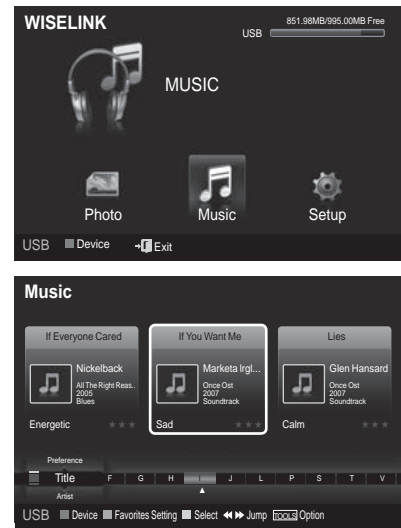 WISELINK
851.98MB/995.00MB Free
USB
MUSIC
Photo Music Setup
USB Device Exit
Music
If Everyone Cared If You Want Me Lies
Nickelback Marketa Irgl... Glen Hansard
All The Right Reas.. Once Ost Once Ost
2005 2007 2007
Blues Soundtrack Soundtrack
Energetic Sad Calm
Preference
Title F G H I J L P S T V
Artist
USB Device Favorites Setting Select Jump TOOLS Option